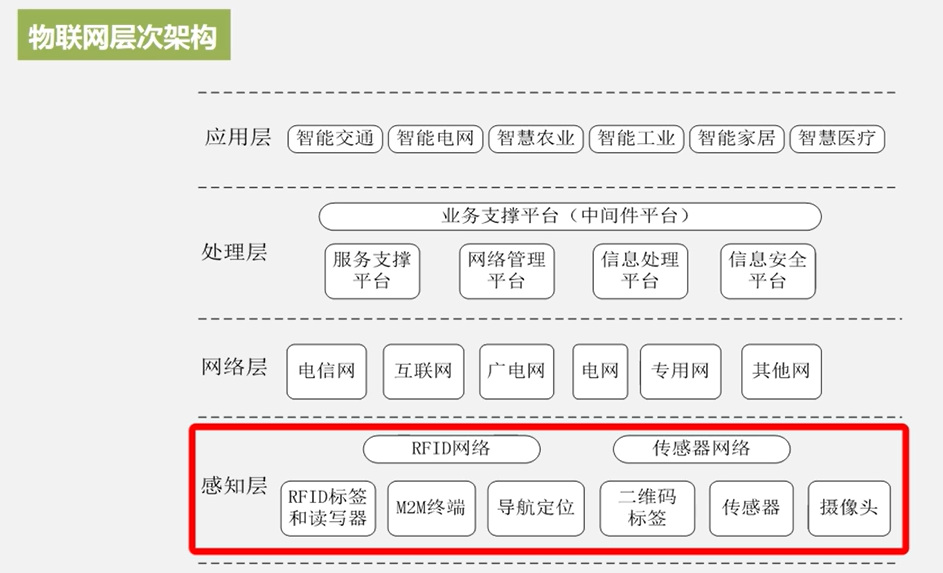 物联网层次架构
应用层 智能交通 智能电网 智慧农业 智能工业 智能家居 智慧医疗
业务支撑平台（中间件平台）
处理层 服务支撑 网络管理 信息处理 信息安全
平台 平台 平台 平台
网络层 电信网 互联网 广电网 电网 专用网 其他网
RFID网络 传感器网络
感知层 RFID标签 M2M终端 导航定位 二维码 传感器 摄像头
和读写器 标签